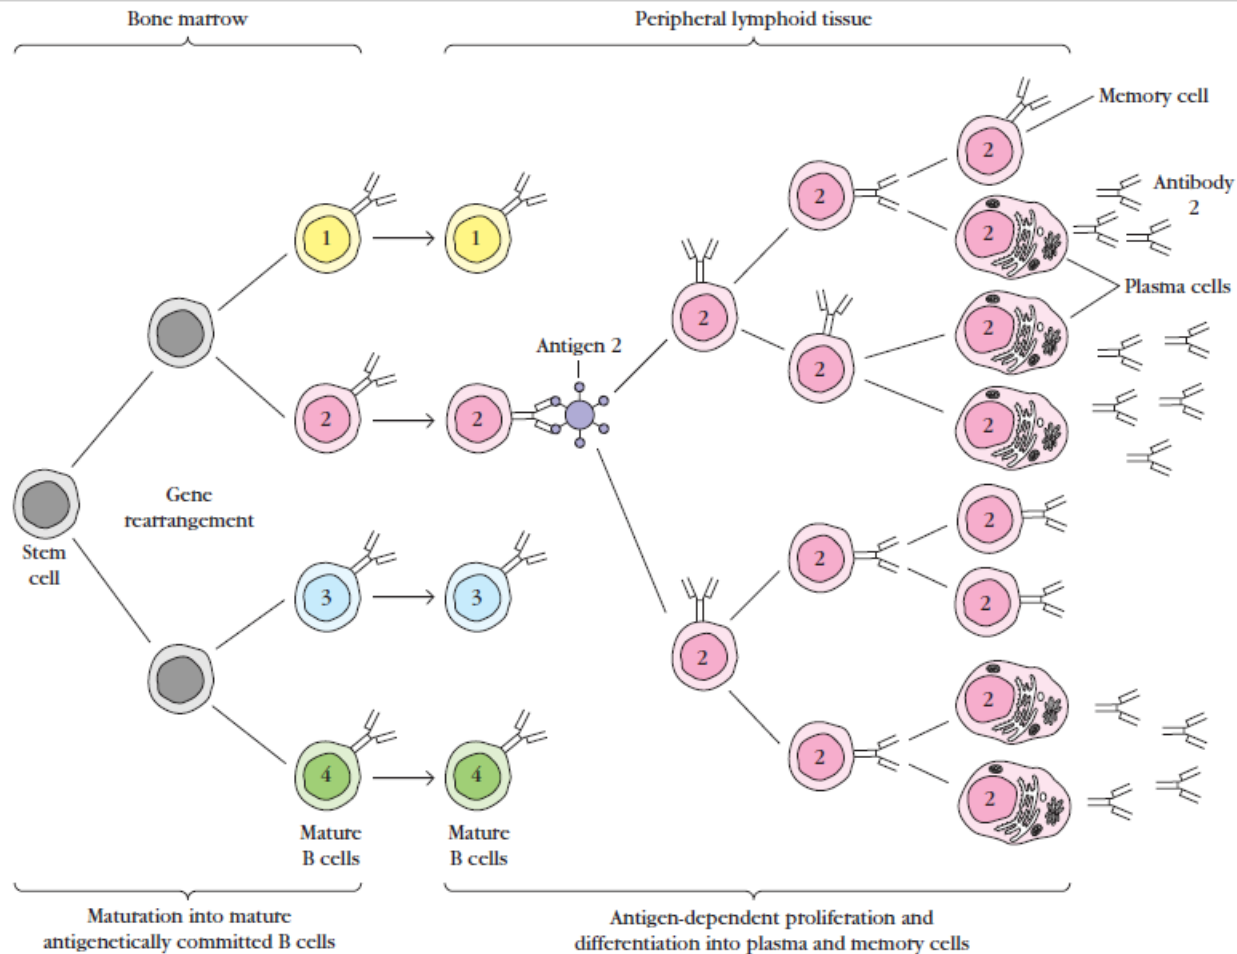 Bone marrow
Peripheral lymphoid tissue
Memory cell
2
2
Antibody
2
1
1
2
2
Plasma cells
2
2
Antigen 2
2
2
2
2
Gene
rearrangement
Stem
cell
2
2
2
3
3
2
2
2
4
4
2
Mature
B cells
Mature
B cells
Maturation into mature
antigenetically committed B cells
Antigen-dependent proliferation and
differentiation into plasma and memory cells